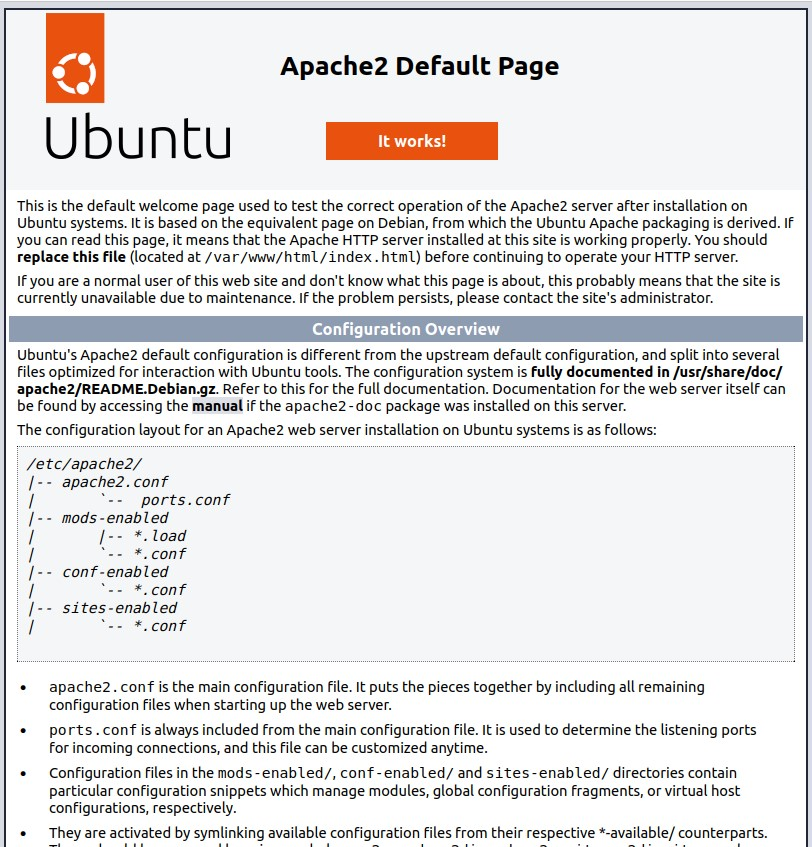 Apache2 Default Page
Ubuntu
It works!
This is the default welcome page used to test the correct operation of the Apache2 server after installation on
Ubuntu systems. It is based on the equivalent page on Debian, from which the Ubuntu Apache packaging is derived. If
you can read this page, it means that the Apache HTTP server installed at this site is working properly. You should
replace this file (located at /var/www/html/index.html) before continuing to operate your HTTP server.
If you are a normal user of this web site and don't know what this page is about, this probably means that the site is
currently unavailable due to maintenance. If the problem persists, please contact the site's administrator.
Configuration Overview
Ubuntu's Apache2 default configuration is different from the upstream default configuration, and split into several
files optimized for interaction with Ubuntu tools. The configuration system is fully documented in /usr/share/doc/
apache2/README.Debian.gz. Refer to this for the full documentation. Documentation for the web server itself can
be found by accessing the manual if the apache2-doc package was installed on this server.
The configuration layout for an Apache2 web server installation on Ubuntu systems is as follows:
/etc/apache2/
|-- apache2.conf
|       `--  ports.conf
|-- mods-enabled
|       |-- *.load
|       `-- *.conf
|-- conf-enabled
|       `-- *.conf
|-- sites-enabled
|       `-- *.conf
• apache2.conf is the main configuration file. It puts the pieces together by including all remaining
configuration files when starting up the web server.
• ports.conf is always included from the main configuration file. It is used to determine the listening ports
for incoming connections, and this file can be customized anytime.
• Configuration files in the mods-enabled/, conf-enabled/ and sites-enabled/ directories contain
particular configuration snippets which manage modules, global configuration fragments, or virtual host
configurations, respectively.
• They are activated by symlinking available configuration files from their respective *-available/ counterparts.